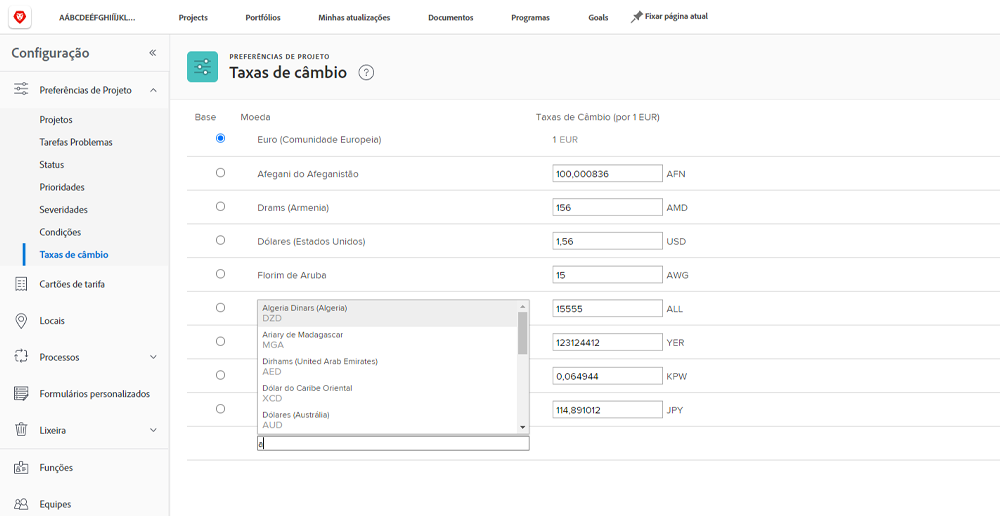 AÁBCDEÉFGHIÍJKL...
Projects
Portfólios
Minhas atualizações
Documentos
Programas
Goals
Fixar página atual
Configuração
PREFERÊNCIAS DE PROJETO
Taxas de câmbio
?
Preferências de Projeto
Projetos
Tarefas Problemas
Status
Prioridades
Severidades
Condições
Taxas de câmbio
Cartões de tarifa
Locais
Processos
Formulários personalizados
Lixeira
Funções
Equipes
Base Moeda Taxas de Câmbio (por 1 EUR)
Euro (Comunidade Europeia) 1 EUR
Afegani do Afeganistão 100,000836 AFN
Drams (Armenia) 156 AMD
Dólares (Estados Unidos) 1,56 USD
Florim de Aruba 15 AWG
15555 ALL
123124412 YER
0,064944 KPW
114,891012 JPY
Algeria Dinars (Algeria)
DZD
Ariary de Madagascar
MGA
Dirhams (United Arab Emirates)
AED
Dólar do Caribe Oriental
XCD
Dólares (Austrália)
AUD
a